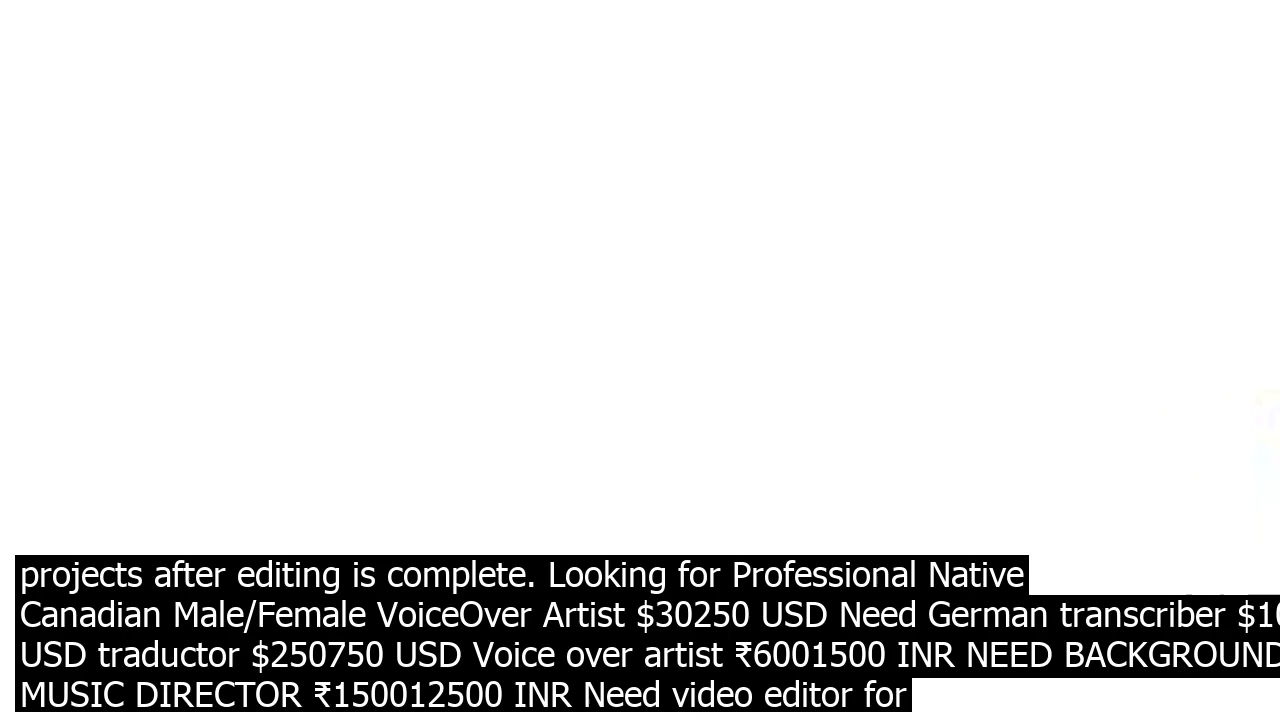 projects after editing is complete. Looking for Professional Native
Canadian Male/Female VoiceOver Artist $30250 USD Need German transcriber
USD traductor $250750 USD Voice over artist ₹6001500 INR NEED BACKGROUND
MUSIC DIRECTOR ₹150012500 INR Need video editor for